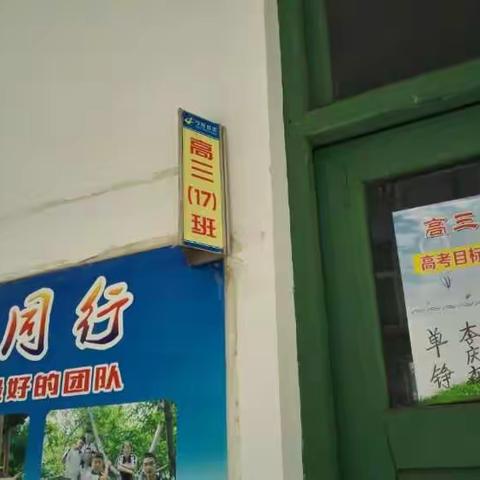 高三(17)班
同行
好的团队
高三
高考目标
单铮
李庆